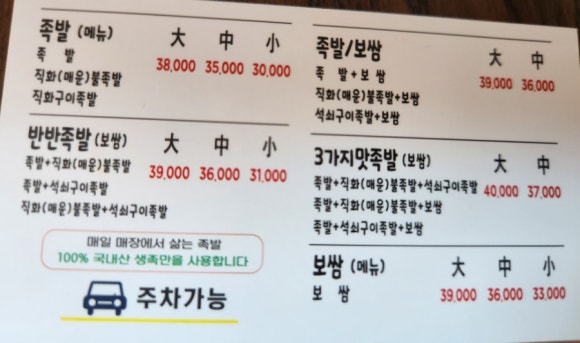 족발 (메뉴) 大 中 小
족 발 38,000 35,000 30,000
직화(매운)불족발
직화구이족발
반반족발 (보쌈) 大 中 小
족발+직화(매운)불족발 39,000 36,000 31,000
족발+석쇠구이족발
직화(매운)불족발+석쇠구이족발
매일 매장에서 삶는 족발
100% 국내산 생족만을 사용합니다
주차가능
족발/보쌈 大 中
족 발+보쌈 39,000 36,000
직화(매운)불족발+보쌈
석쇠구이족발+보쌈
3가지맛족발 (보쌈) 大 中
족발+직화(매운)불족발+석쇠구이족발 40,000 37,000
족발+직화(매운)불족발+보쌈
족발+석쇠구이족발+보쌈
보쌈 (메뉴) 大 中 小
보 쌈 39,000 36,000 33,000